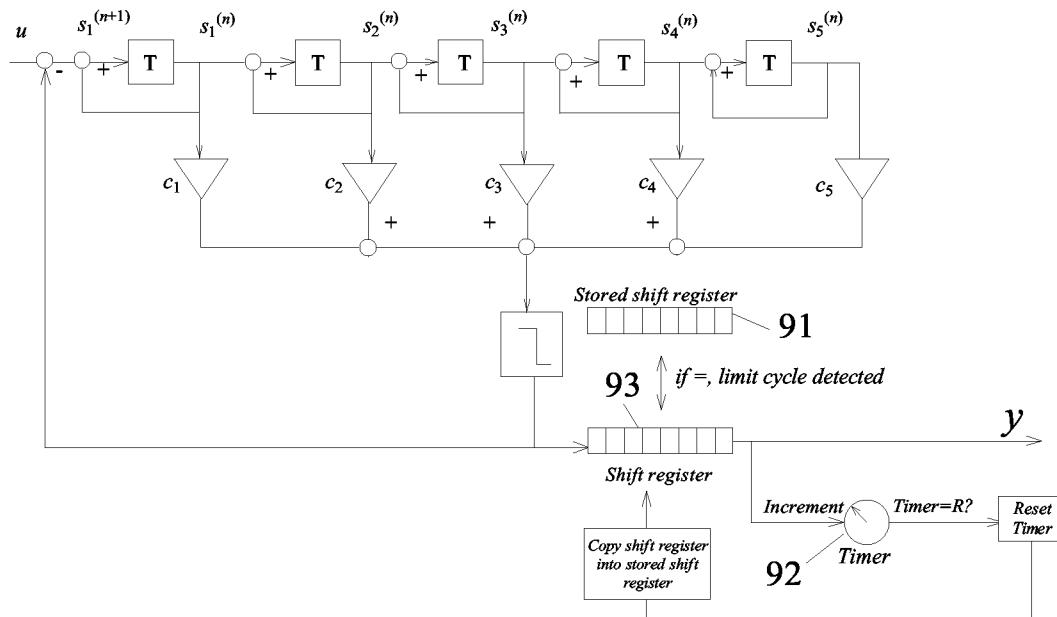 u
s₁⁽ⁿ⁺¹⁾
s₁⁽ⁿ⁾
s₂⁽ⁿ⁾
s₃⁽ⁿ⁾
s₄⁽ⁿ⁾
s₅⁽ⁿ⁾
- + T
+ T
+ T
+ T
+ T
c₁
c₂
c₃
c₄
c₅
+ + +
Stored shift register
91
if =, limit cycle detected
93
y
Shift register
Increment
Timer=R?
Reset
Timer
Copy shift register
into stored shift
register
92
Timer